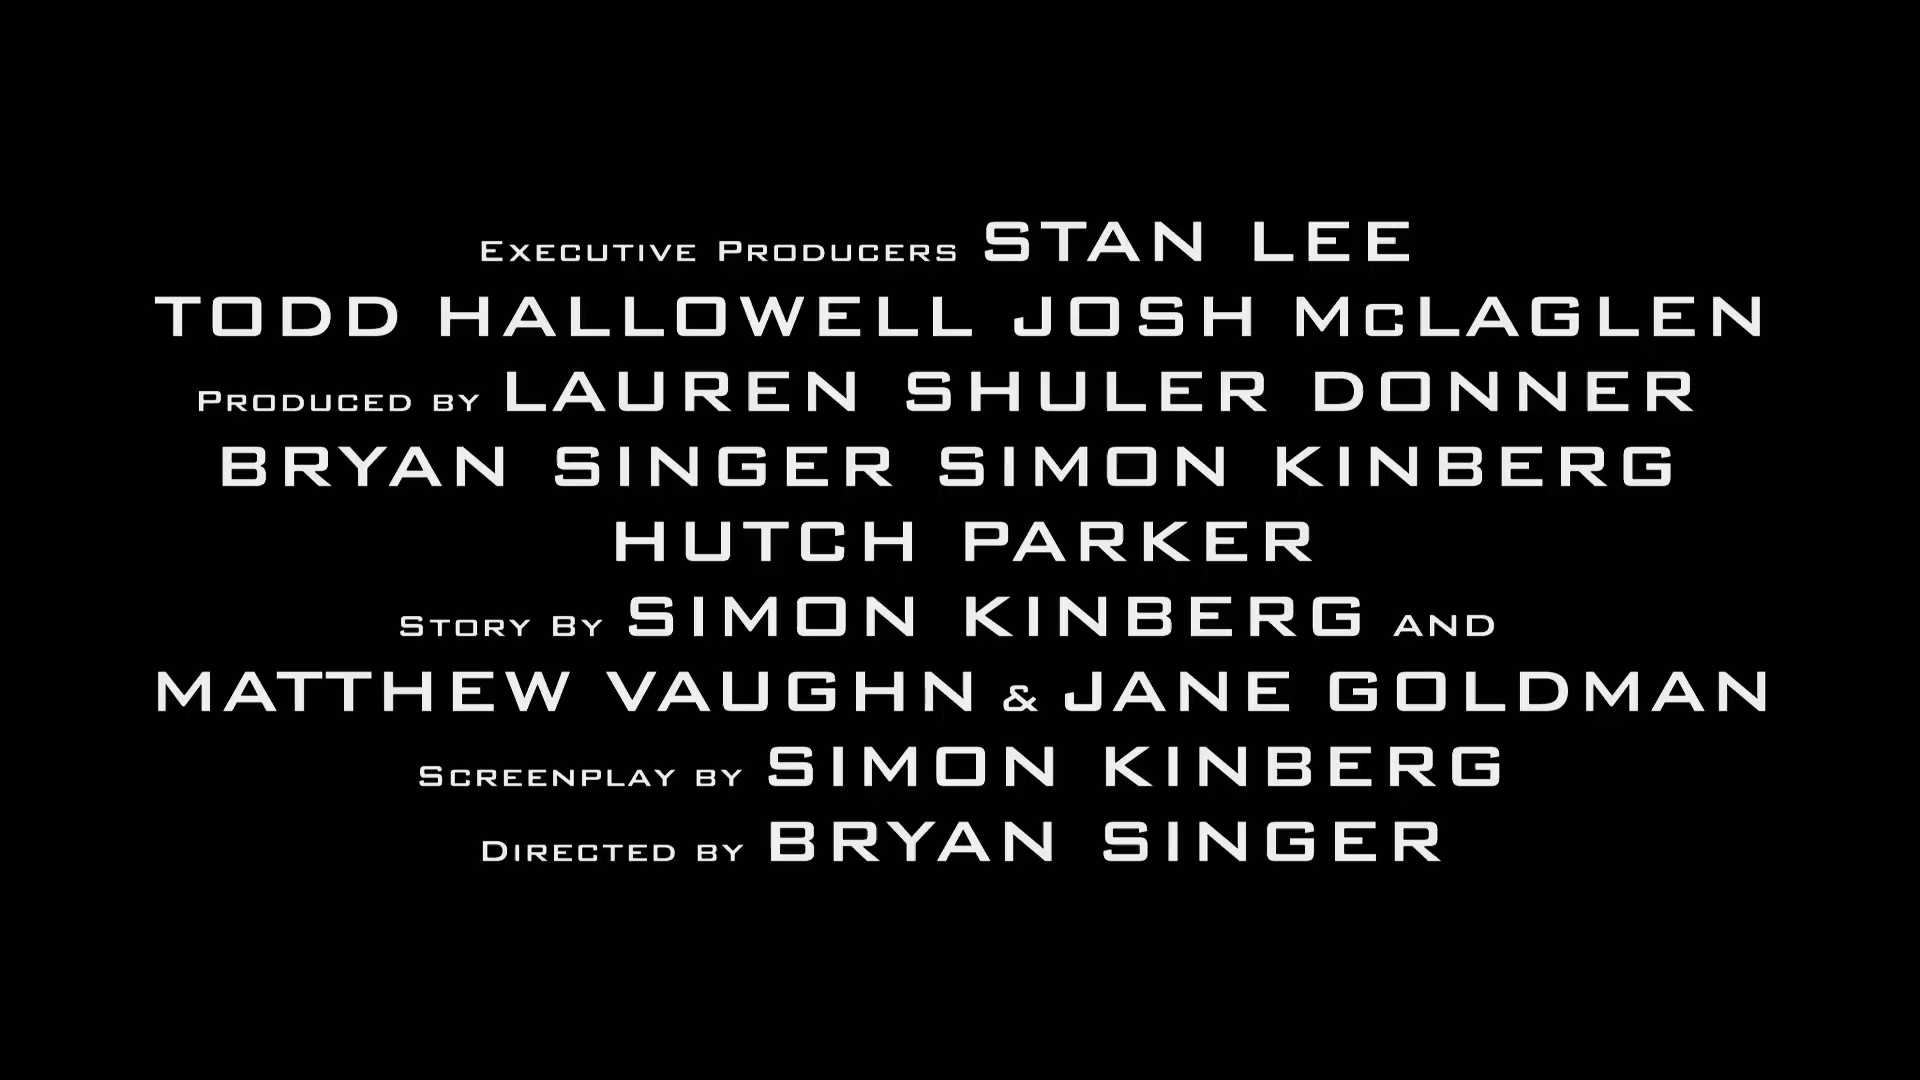 Executive Producers STAN LEE
TODD HALLOWELL JOSH McLAGLEN
Produced by LAUREN SHULER DONNER
BRYAN SINGER SIMON KINBERG
HUTCH PARKER
Story By SIMON KINBERG and
MATTHEW VAUGHN & JANE GOLDMAN
Screenplay by SIMON KINBERG
Directed by BRYAN SINGER